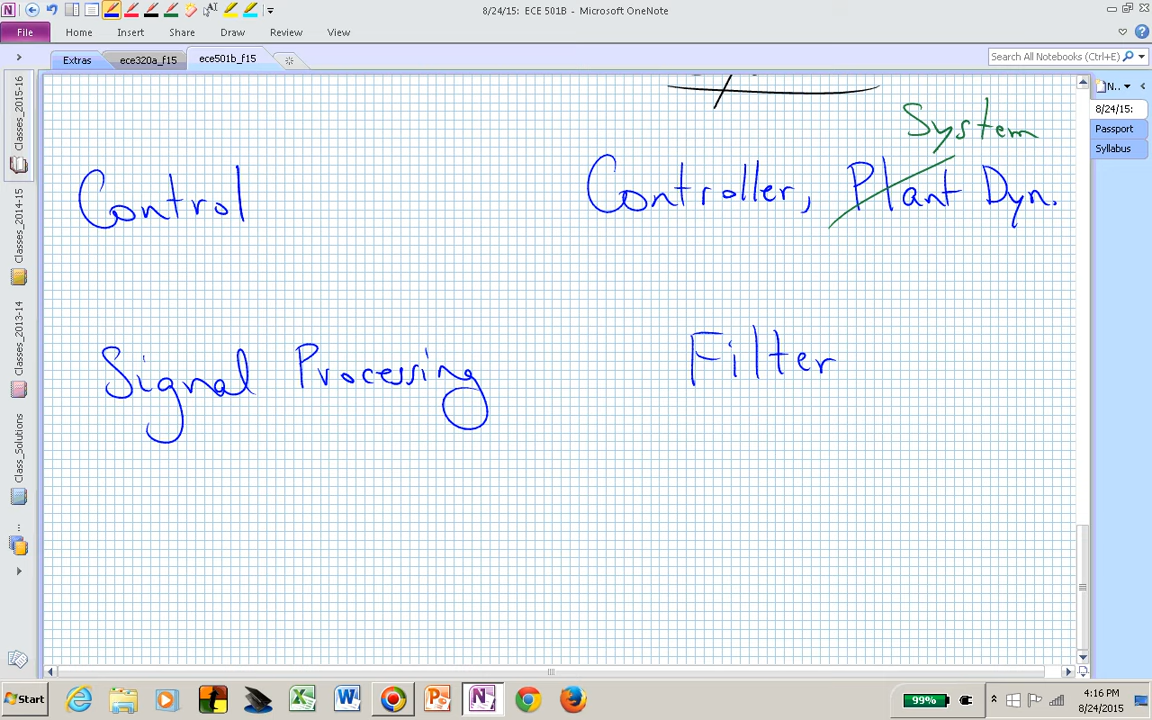 8/24/15: ECE 501B - Microsoft OneNote
File Home Insert Share Draw Review View
Extras ece320a_f15 ece501b_f15
Search All Notebooks (Ctrl+E)
N..
8/24/15:
Passport
Syllabus
Classes_2015-16
Classes_2014-15
Classes_2013-14
Class_Solutions
System
Control Controller, Plant Dyn.
Signal Processing Filter
Start
99%
4:16 PM
8/24/2015